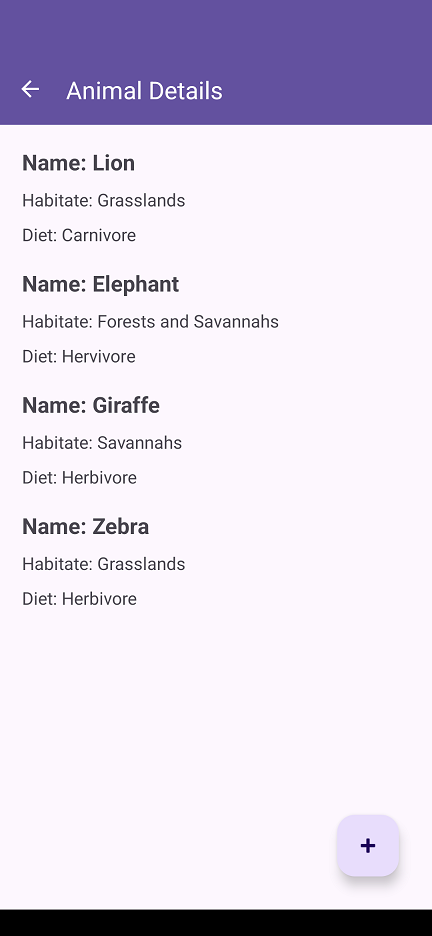 Animal Details
Name: Lion
Habitate: Grasslands
Diet: Carnivore
Name: Elephant
Habitate: Forests and Savannahs
Diet: Hervivore
Name: Giraffe
Habitate: Savannahs
Diet: Herbivore
Name: Zebra
Habitate: Grasslands
Diet: Herbivore
+